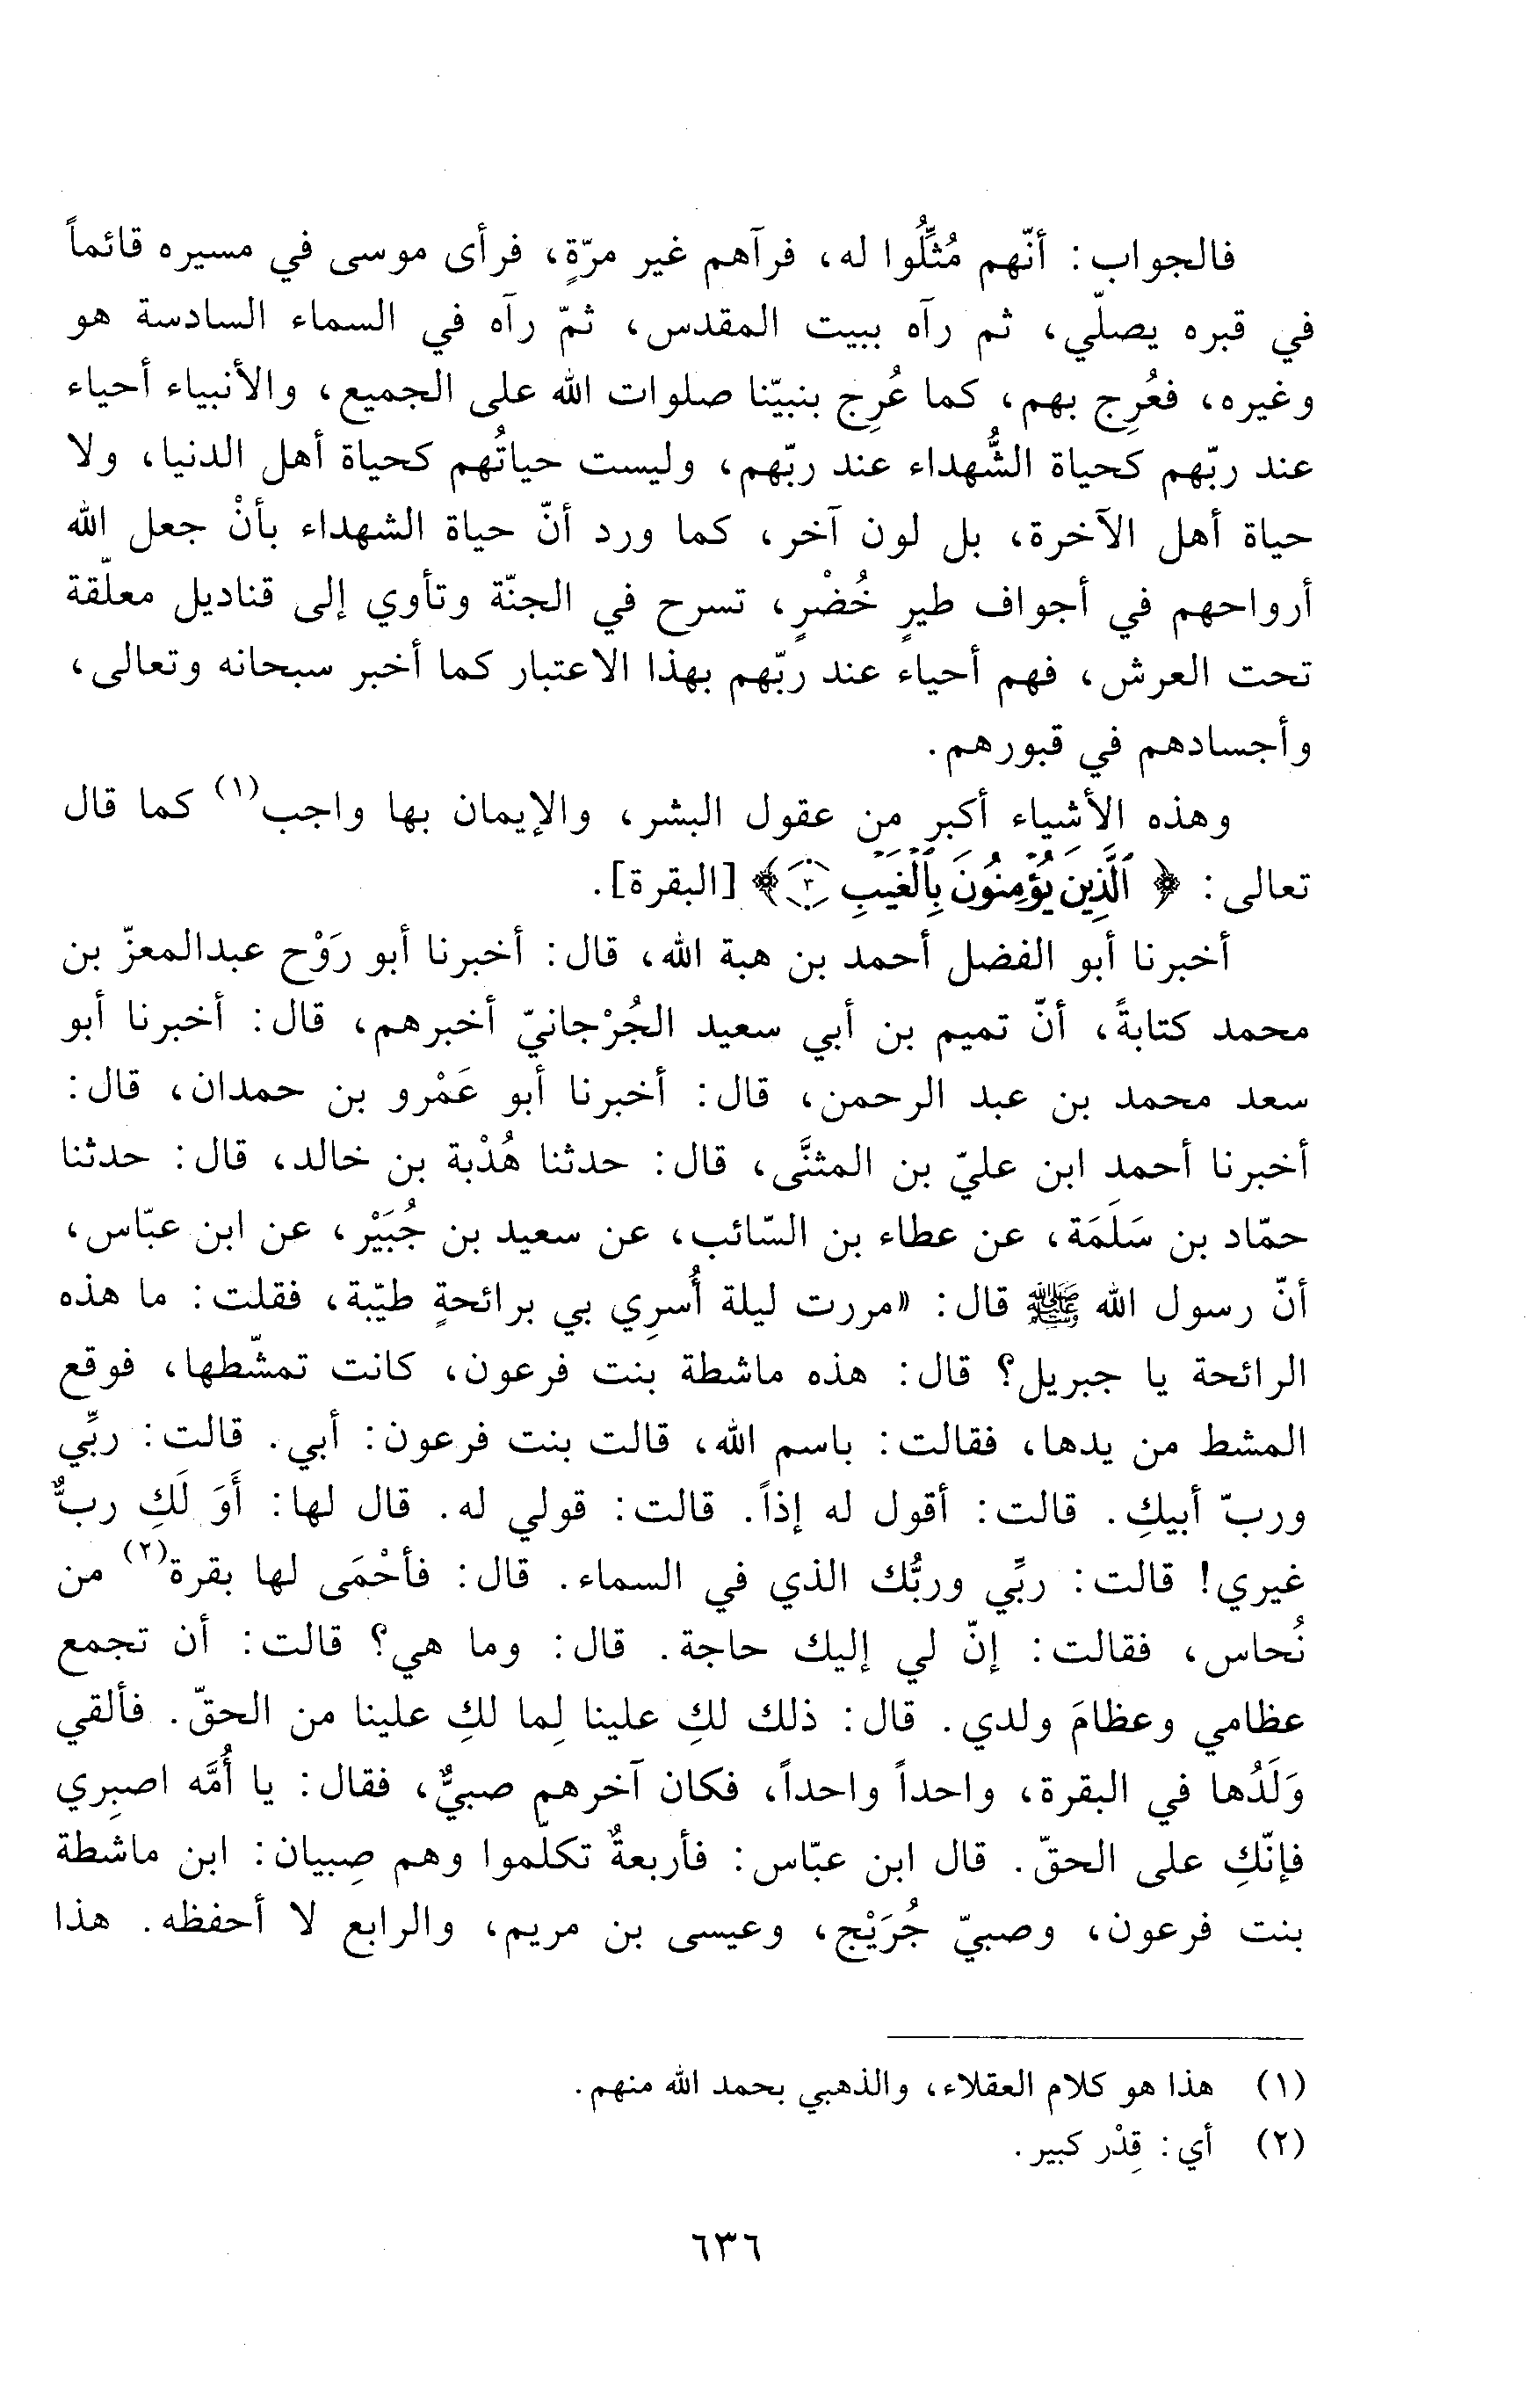 فالجواب: أنّهم مُثِّلُوا له، فرآهم غير مرّةٍ، فرأى موسى في مسيره قائماً
في قبره يصلّي، ثم رآه ببيت المقدس، ثمّ رآه في السماء السادسة هو
وغيره، فعُرِج بهم، كما عُرِج بنبيّنا صلوات الله على الجميع، والأنبياء أحياء
عند ربّهم كحياة الشُّهداء عند ربّهم، وليست حياتُهم كحياة أهل الدنيا، ولا
حياة أهل الآخرة، بل لون آخر، كما ورد أنّ حياة الشهداء بأنْ جعل الله
أرواحهم في أجواف طيرٍ خُضْرٍ، تسرح في الجنّة وتأوي إلى قناديل معلّقة
تحت العرش، فهم أحياء عند ربّهم بهذا الاعتبار كما أخبر سبحانه وتعالى،
وأجسادهم في قبورهم.
وهذه الأشياء أكبر من عقول البشر، والإيمان بها واجب(١) كما قال
تعالى: ﴿ ٱلَّذِينَ يُؤْمِنُونَ بِٱلْغَيْبِ ٣ ﴾ [البقرة].
أخبرنا أبو الفضل أحمد بن هبة الله، قال: أخبرنا أبو رَوْح عبدالمعزّ بن
محمد كتابةً، أنّ تميم بن أبي سعيد الجُرْجانيّ أخبرهم، قال: أخبرنا أبو
سعد محمد بن عبد الرحمن، قال: أخبرنا أبو عَمْرو بن حمدان، قال:
أخبرنا أحمد ابن عليّ بن المثنَّى، قال: حدثنا هُدْبة بن خالد، قال: حدثنا
حمّاد بن سَلَمَة، عن عطاء بن السّائب، عن سعيد بن جُبَيْر، عن ابن عبّاس،
أنّ رسول الله ﷺ قال: «مررت ليلة أُسرِي بي برائحةٍ طيّبة، فقلت: ما هذه
الرائحة يا جبريل؟ قال: هذه ماشطة بنت فرعون، كانت تمشّطها، فوقع
المشط من يدها، فقالت: باسم الله، قالت بنت فرعون: أبي. قالت: ربِّي
وربّ أبيكِ. قالت: أقول له إذاً. قالت: قولي له. قال لها: أَوَ لَكِ ربٌّ
غيري! قالت: ربِّي وربُّك الذي في السماء. قال: فأحْمَى لها بقرة(٢) من
نُحاس، فقالت: إنّ لي إليك حاجة. قال: وما هي؟ قالت: أن تجمع
عظامي وعظامَ ولدي. قال: ذلك لكِ علينا لِما لكِ علينا من الحقّ. فألقي
وَلَدُها في البقرة، واحداً واحداً، فكان آخرهم صبيٌّ، فقال: يا أُمَّه اصبِري
فإنّكِ على الحقّ. قال ابن عبّاس: فأربعةٌ تكلّموا وهم صِبيان: ابن ماشطة
بنت فرعون، وصبيّ جُرَيْج، وعيسى بن مريم، والرابع لا أحفظه. هذا
(١) هذا هو كلام العقلاء، والذهبي بحمد الله منهم.
(٢) أي: قِدْر كبير.
٦٣٦